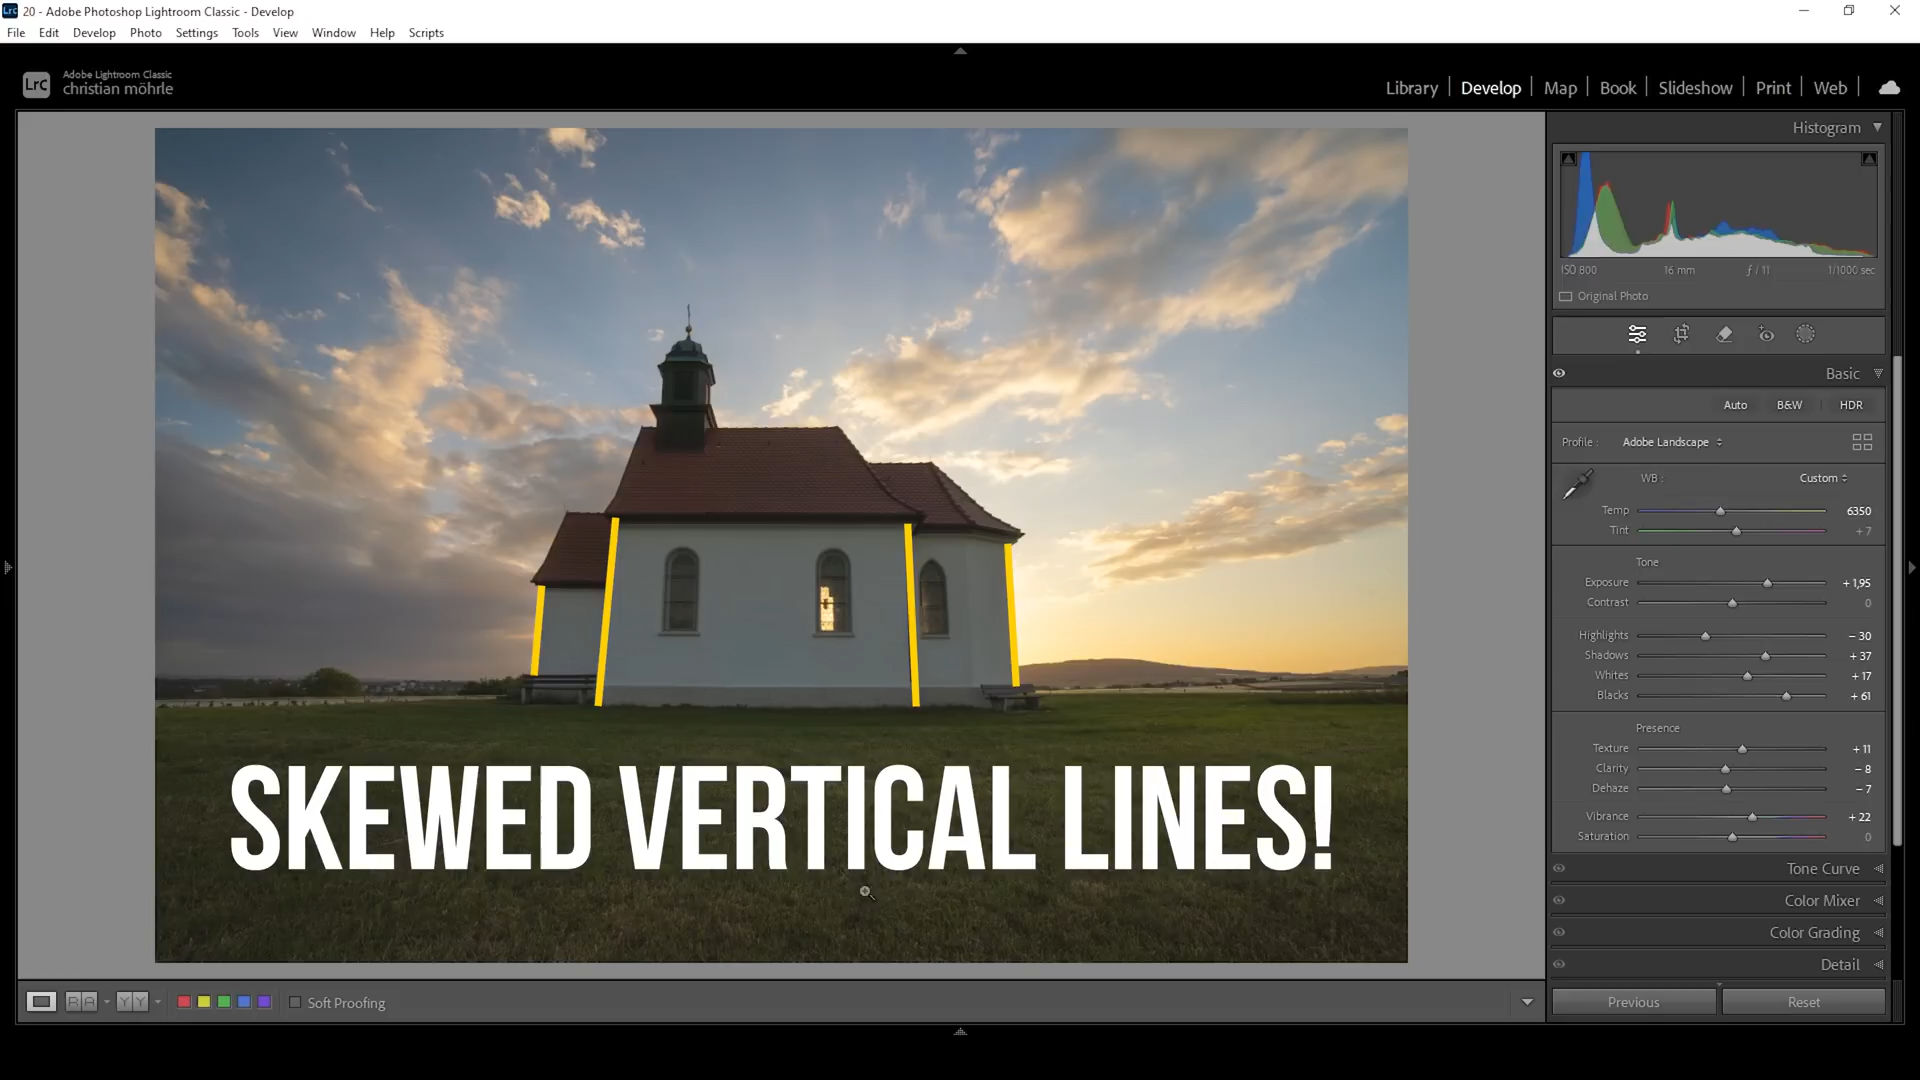 20 - Adobe Photoshop Lightroom Classic - Develop
File Edit Develop Photo Settings Tools View Window Help Scripts
LrC
Adobe Lightroom Classic
christian möhrle
Library Develop Map Book Slideshow Print Web
Histogram
ISO 800 16 mm ƒ / 11 1/1000 sec
Original Photo
Basic
Auto B&W HDR
Profile : Adobe Landscape
WB : Custom
Temp 6350
Tint + 7
Tone
Exposure + 1,95
Contrast 0
Highlights – 30
Shadows + 37
Whites + 17
Blacks + 61
Presence
Texture + 11
Clarity – 8
Dehaze – 7
Vibrance + 22
Saturation 0
Tone Curve
Color Mixer
Color Grading
Detail
Previous Reset
SKEWED VERTICAL LINES!
R A Y Y Soft Proofing